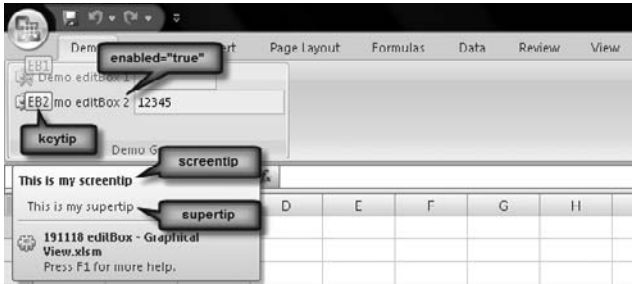 Demo
ert
Page Layout
Formulas
Data
Review
View
enabled="true"
EB1
Demo editBox 1
EB2
mo editBox 2
12345
keytip
Demo G
screentip
This is my screentip
This is my supertip
supertip
D
E
F
G
H
191118 editBox - Graphical
View.xlsm
Press F1 for more help.